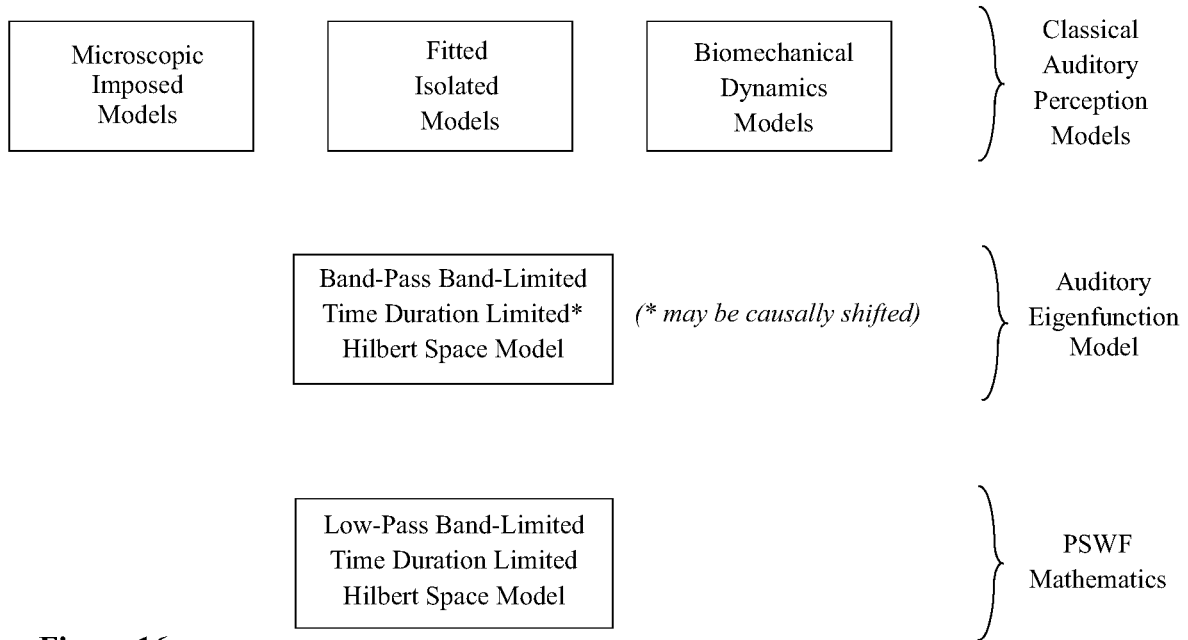 Microscopic
Imposed
Models
Fitted
Isolated
Models
Biomechanical
Dynamics
Models
Classical
Auditory
Perception
Models
Band-Pass Band-Limited
Time Duration Limited*
Hilbert Space Model
(* may be causally shifted)
Auditory
Eigenfunction
Model
Low-Pass Band-Limited
Time Duration Limited
Hilbert Space Model
PSWF
Mathematics
Figure 16